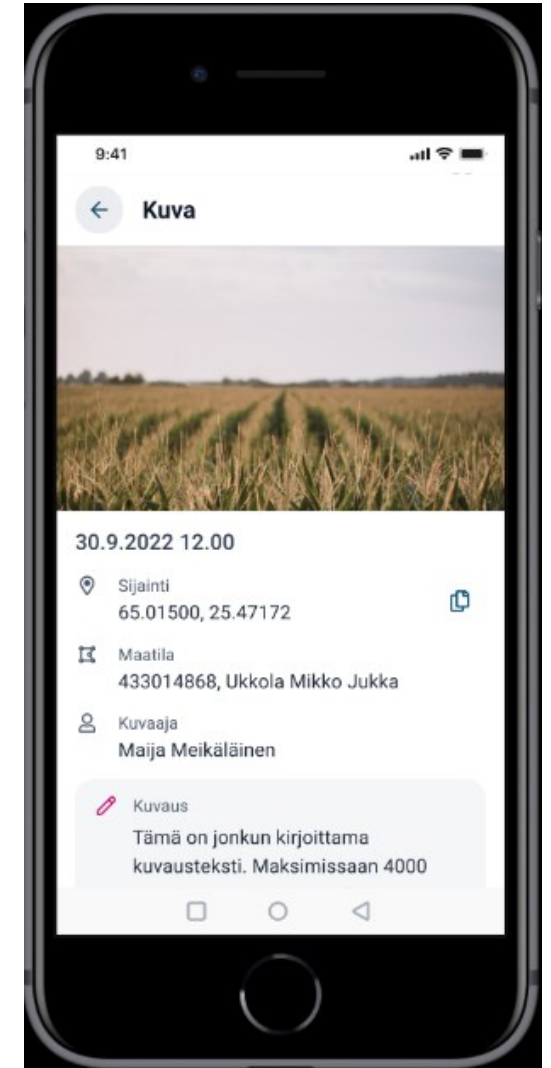 9:41
Kuva
30.9.2022 12.00
Sijainti
65.01500, 25.47172
Maatila
433014868, Ukkola Mikko Jukka
Kuvaaja
Maija Meikäläinen
Kuvaus
Tämä on jonkun kirjoittama
kuvausteksti. Maksimissaan 4000